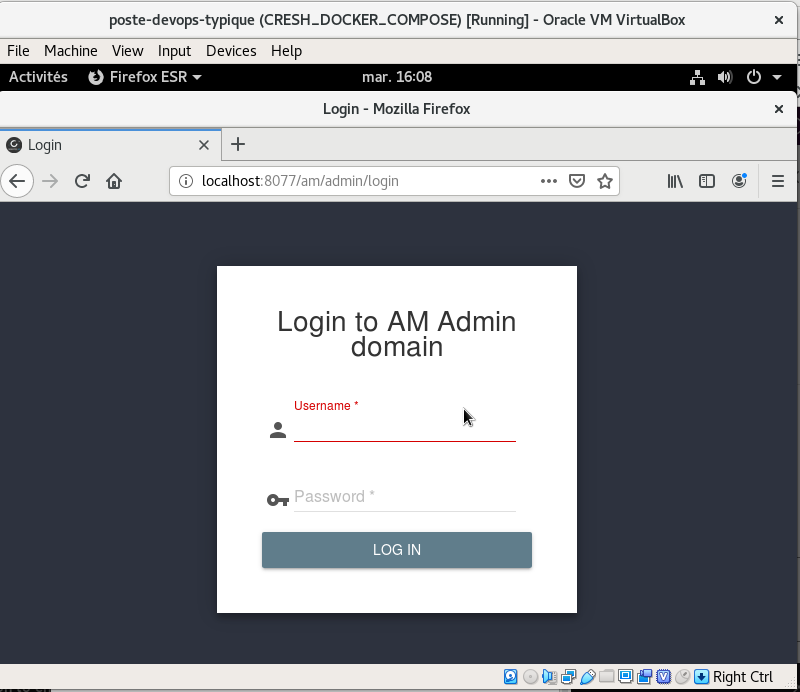 poste-devops-typique (CRESH_DOCKER_COMPOSE) [Running] - Oracle VM VirtualBox
File Machine View Input Devices Help
Activités Firefox ESR mar. 16:08
Login - Mozilla Firefox
Login
localhost:8077/am/admin/login
Login to AM Admin
domain
Username *
Password *
LOG IN
Right Ctrl